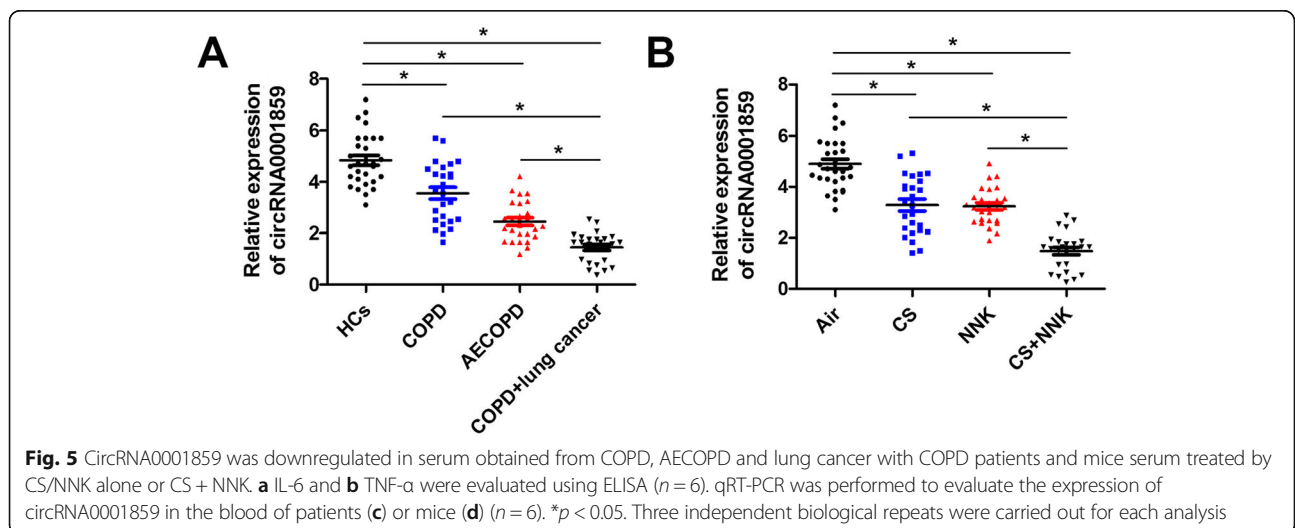 A
Relative expression
of circRNA0001859
8
6
4
2
0
*
*
*
*
*
HCs
COPD
AECOPD
COPD+lung cancer
B
Relative expression
of circRNA0001859
8
6
4
2
0
*
*
*
*
*
Air
CS
NNK
CS+NNK
Fig. 5 CircRNA0001859 was downregulated in serum obtained from COPD, AECOPD and lung cancer with COPD patients and mice serum treated by
CS/NNK alone or CS + NNK. a IL-6 and b TNF-α were evaluated using ELISA (n = 6). qRT-PCR was performed to evaluate the expression of
circRNA0001859 in the blood of patients (c) or mice (d) (n = 6). *p < 0.05. Three independent biological repeats were carried out for each analysis